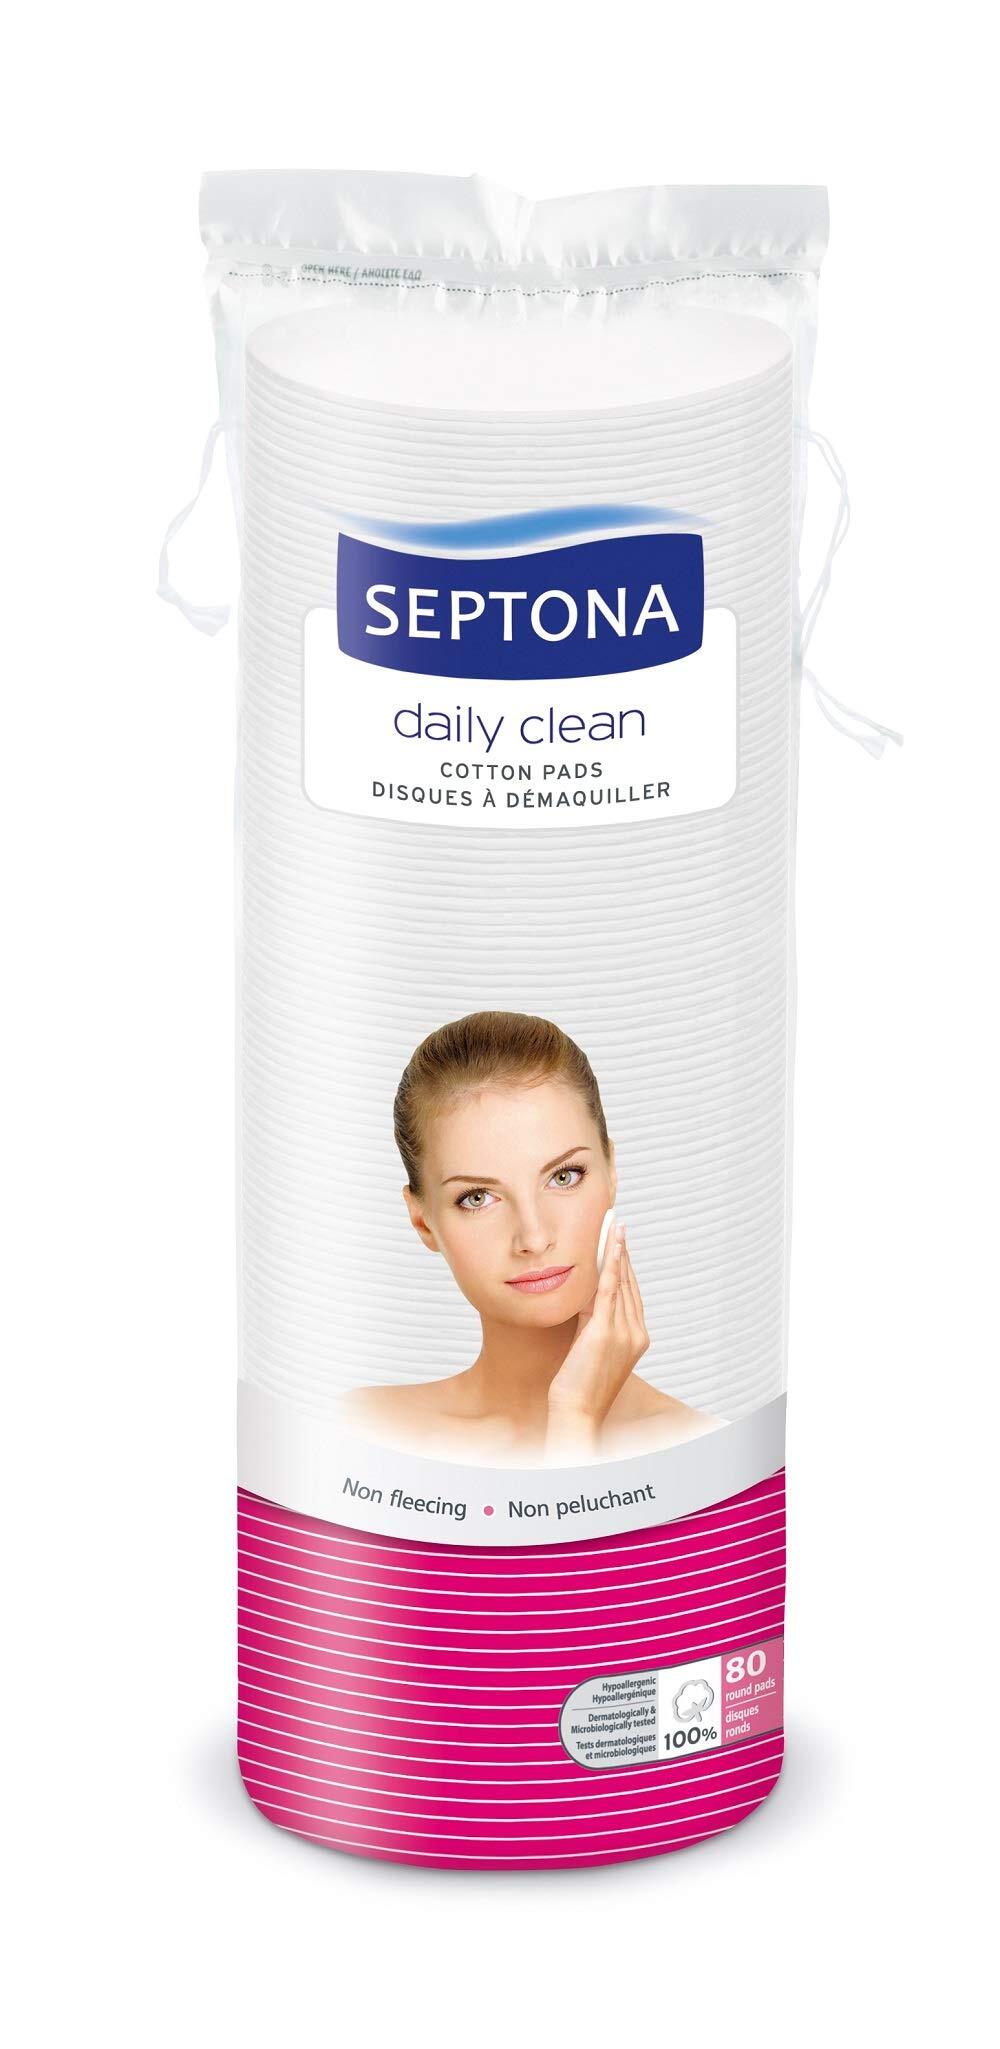 OPEN HERE / ΑΝΟΙΞΤΕ ΕΔΩ
SEPTONA
daily clean
COTTON PADS
DISQUES À DÉMAQUILLER
Non fleecing • Non peluchant
Hypoallergenic
Hypoallergénique
Dermatologically &
Microbiologically tested
Tests dermatologiques
et microbiologiques
100%
80
round pads
disques
ronds